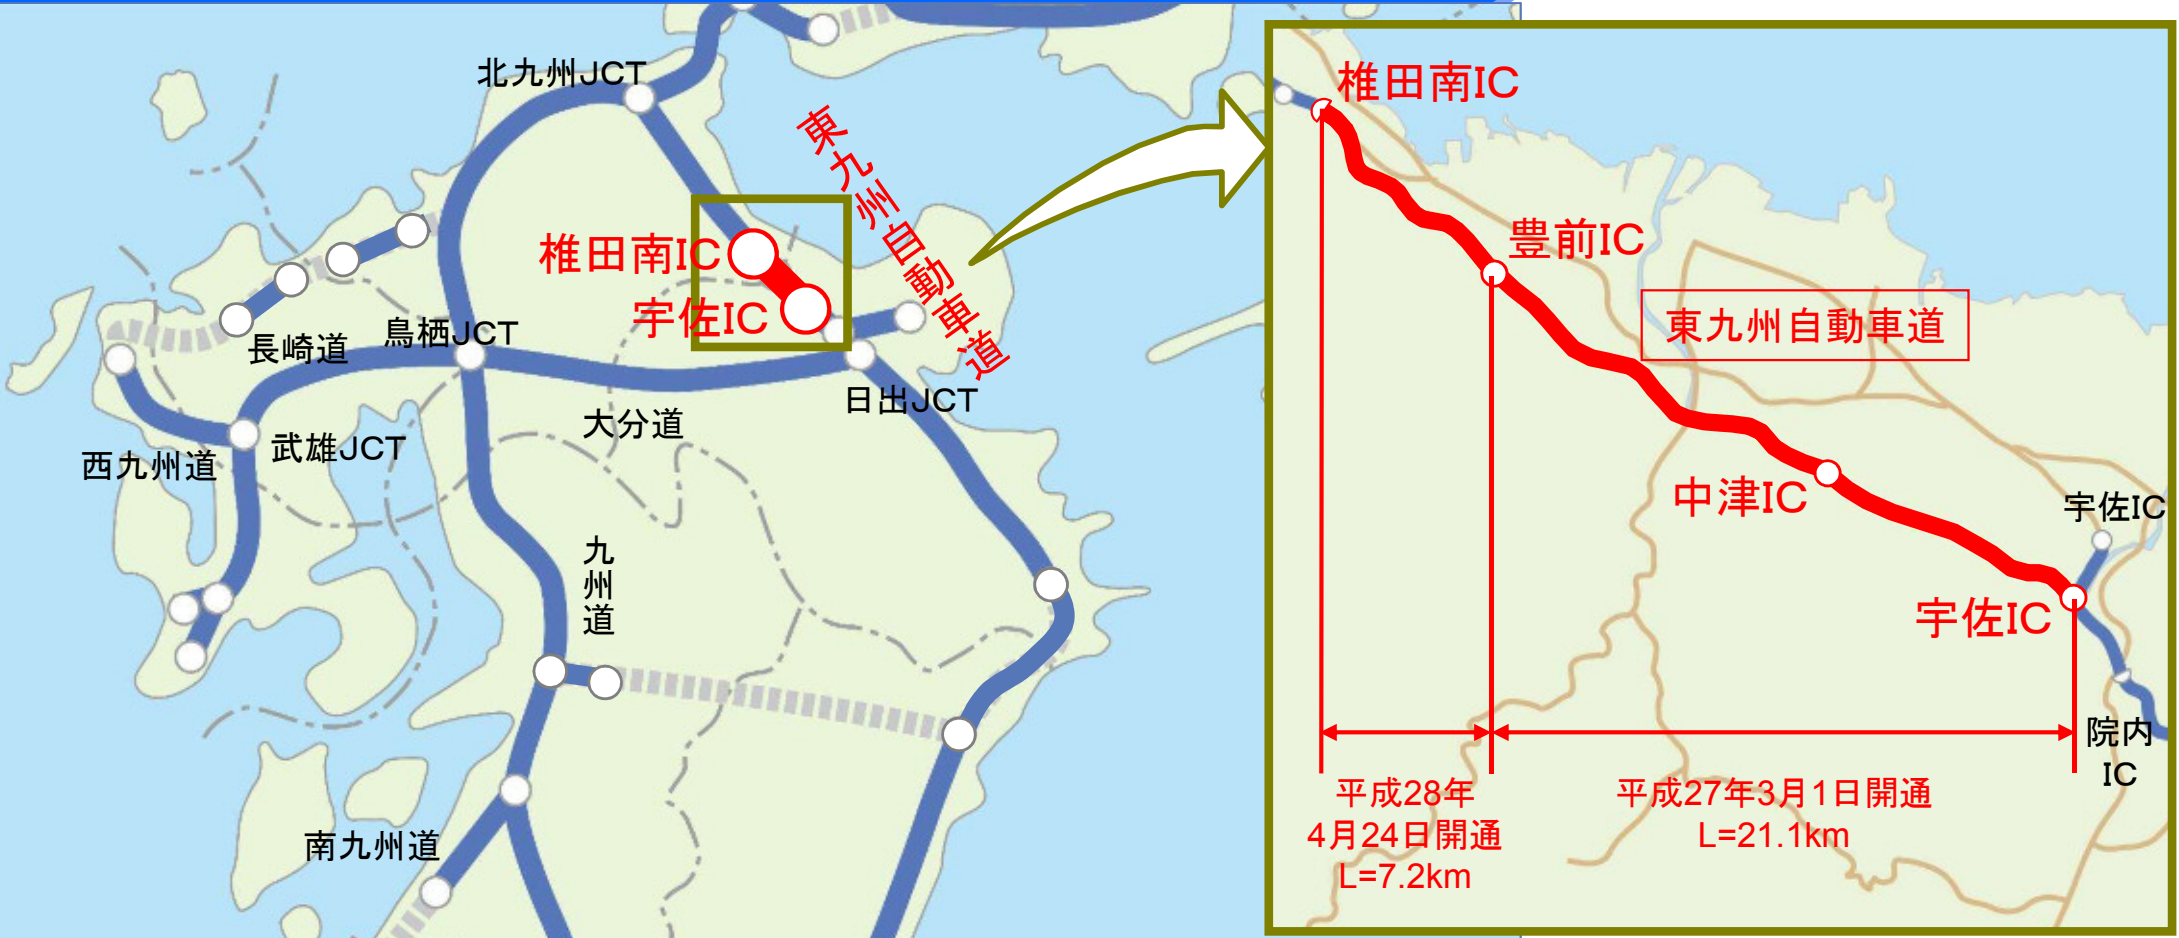 北九州JCT
東九州自動車道
椎田南IC
宇佐IC
長崎道
鳥栖JCT
日出JCT
大分道
武雄JCT
西九州道
九州道
南九州道
椎田南IC
豊前IC
東九州自動車道
中津IC
宇佐IC
宇佐IC
院内
IC
平成28年
4月24日開通
L=7.2km
平成27年3月1日開通
L=21.1km